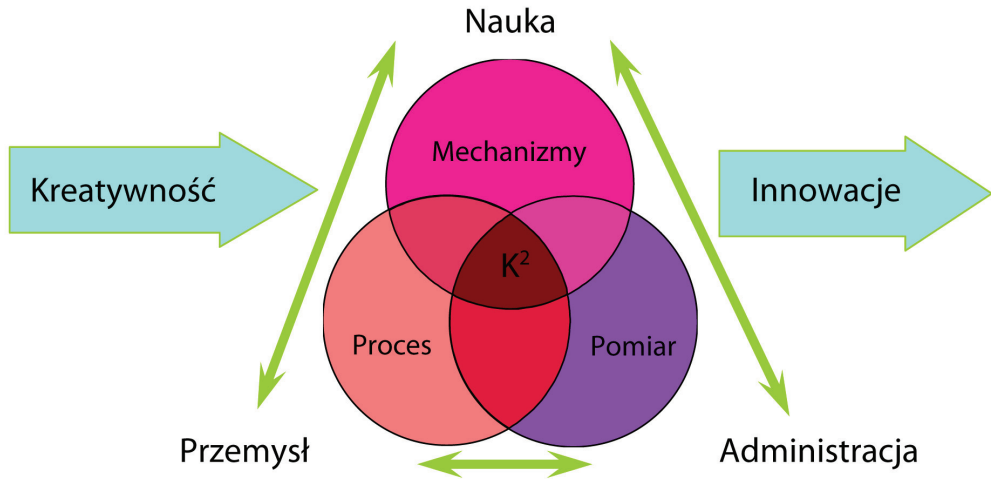 Nauka
Mechanizmy
Kreatywność
Innowacje
K²
Proces
Pomiar
Przemysł
Administracja